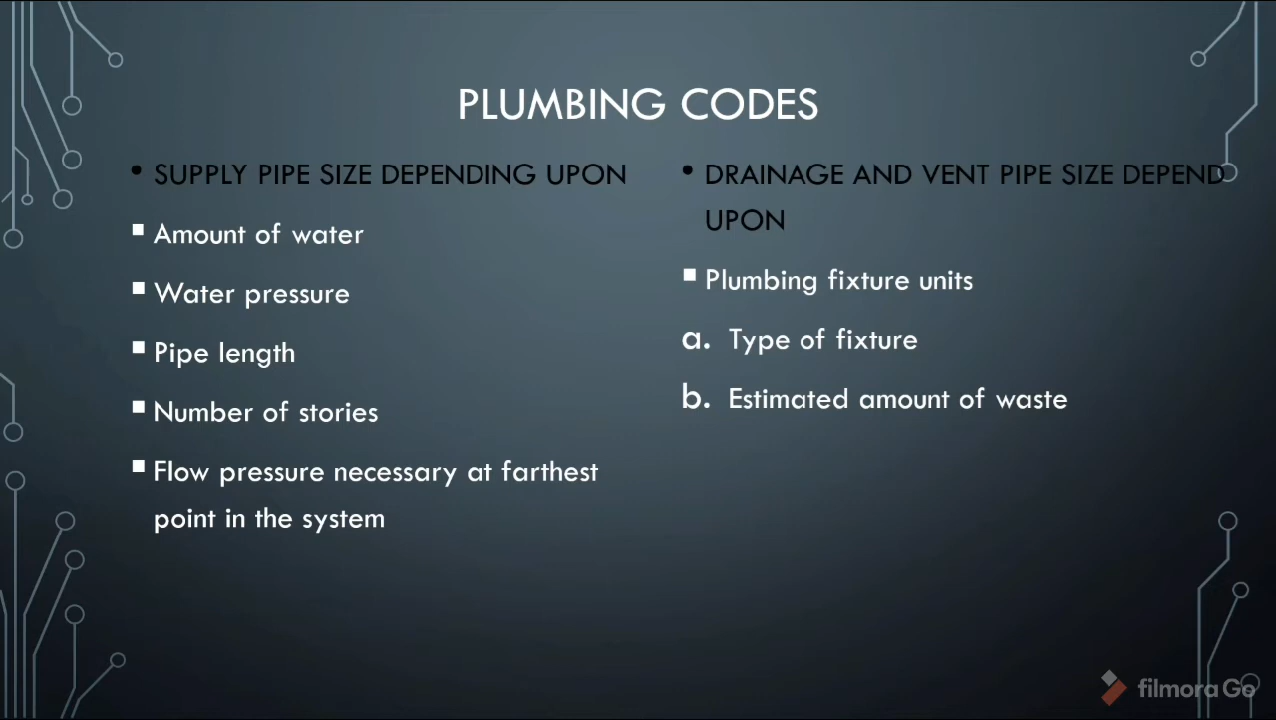 PLUMBING CODES
• SUPPLY PIPE SIZE DEPENDING UPON
▪ Amount of water
▪ Water pressure
▪ Pipe length
▪ Number of stories
▪ Flow pressure necessary at farthest
point in the system
• DRAINAGE AND VENT PIPE SIZE DEPEND
UPON
▪ Plumbing fixture units
a. Type of fixture
b. Estimated amount of waste
filmora Go